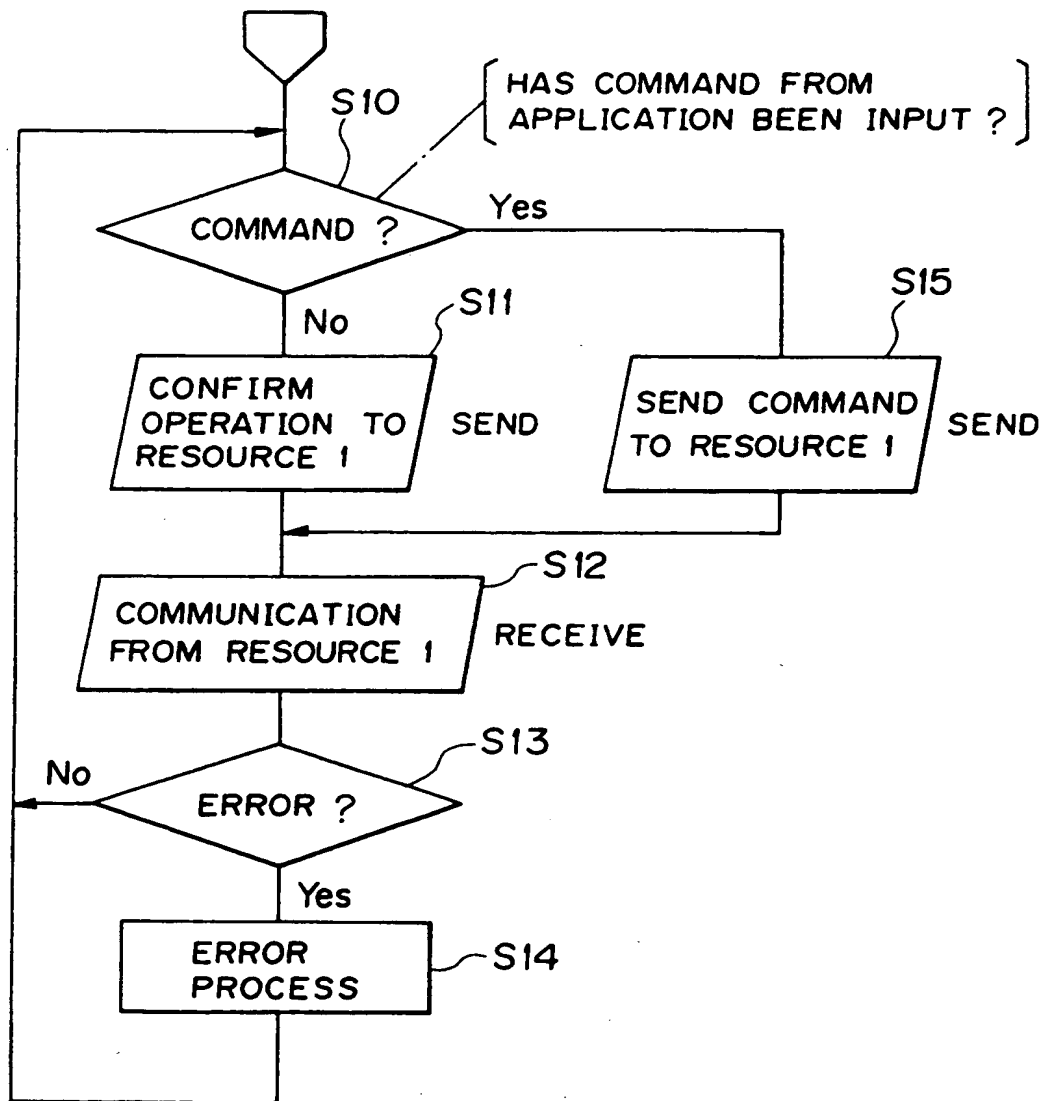 [HAS COMMAND FROM
APPLICATION BEEN INPUT ?]
S10
COMMAND ?
Yes
No
S11
S15
CONFIRM
OPERATION TO
RESOURCE 1
SEND
SEND COMMAND
TO RESOURCE 1
SEND
S12
COMMUNICATION
FROM RESOURCE 1
RECEIVE
S13
No
ERROR ?
Yes
ERROR
PROCESS
S14